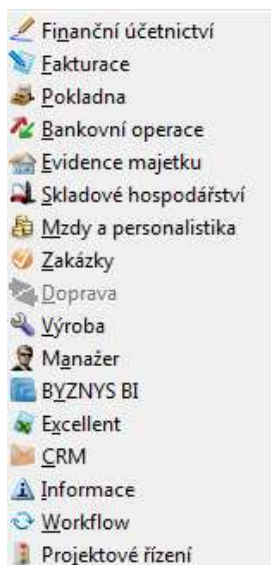 Finanční účetnictví
Fakturace
Pokladna
Bankovní operace
Evidence majetku
Skladové hospodářství
Mzdy a personalistika
Zakázky
Doprava
Výroba
Manažer
BYZNYS BI
Excellent
CRM
Informace
Workflow
Projektové řízení